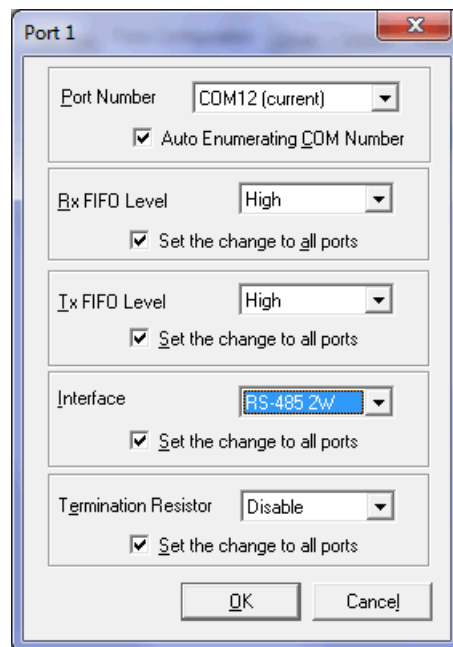 Port 1
Port Number COM12 (current)
Auto Enumerating COM Number
Rx FIFO Level High
Set the change to all ports
Tx FIFO Level High
Set the change to all ports
Interface RS-485 2W
Set the change to all ports
Termination Resistor Disable
Set the change to all ports
OK Cancel